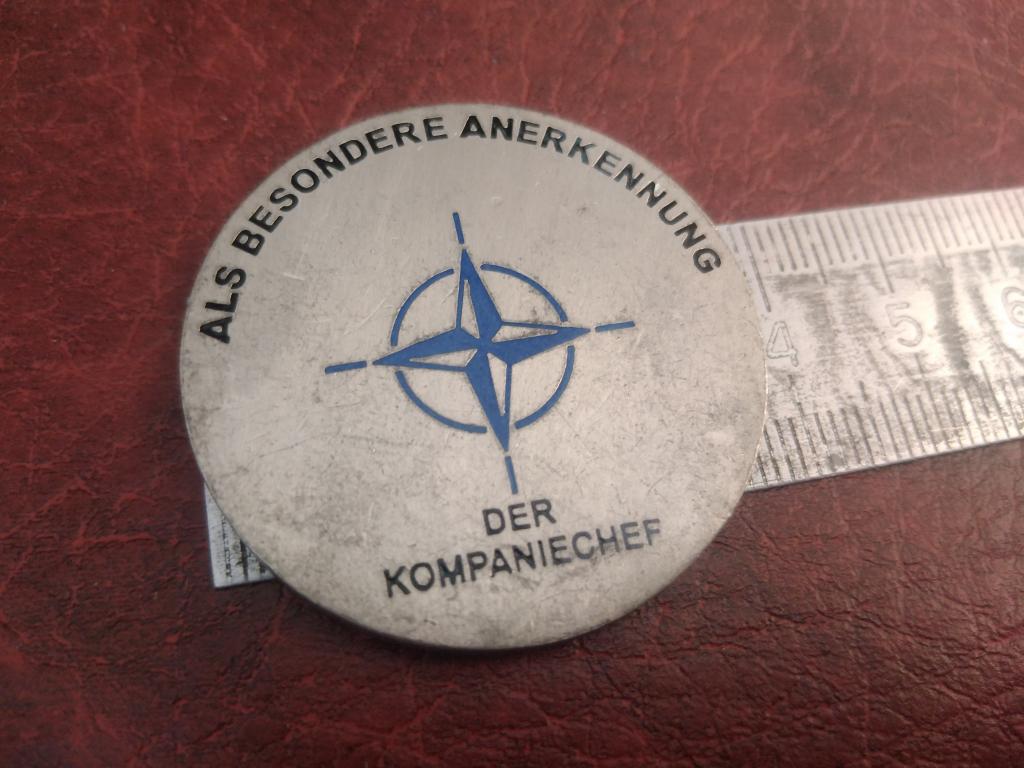 ALS BESONDERE ANERKENNUNG
DER
KOMPANIECHEF
4 5 6